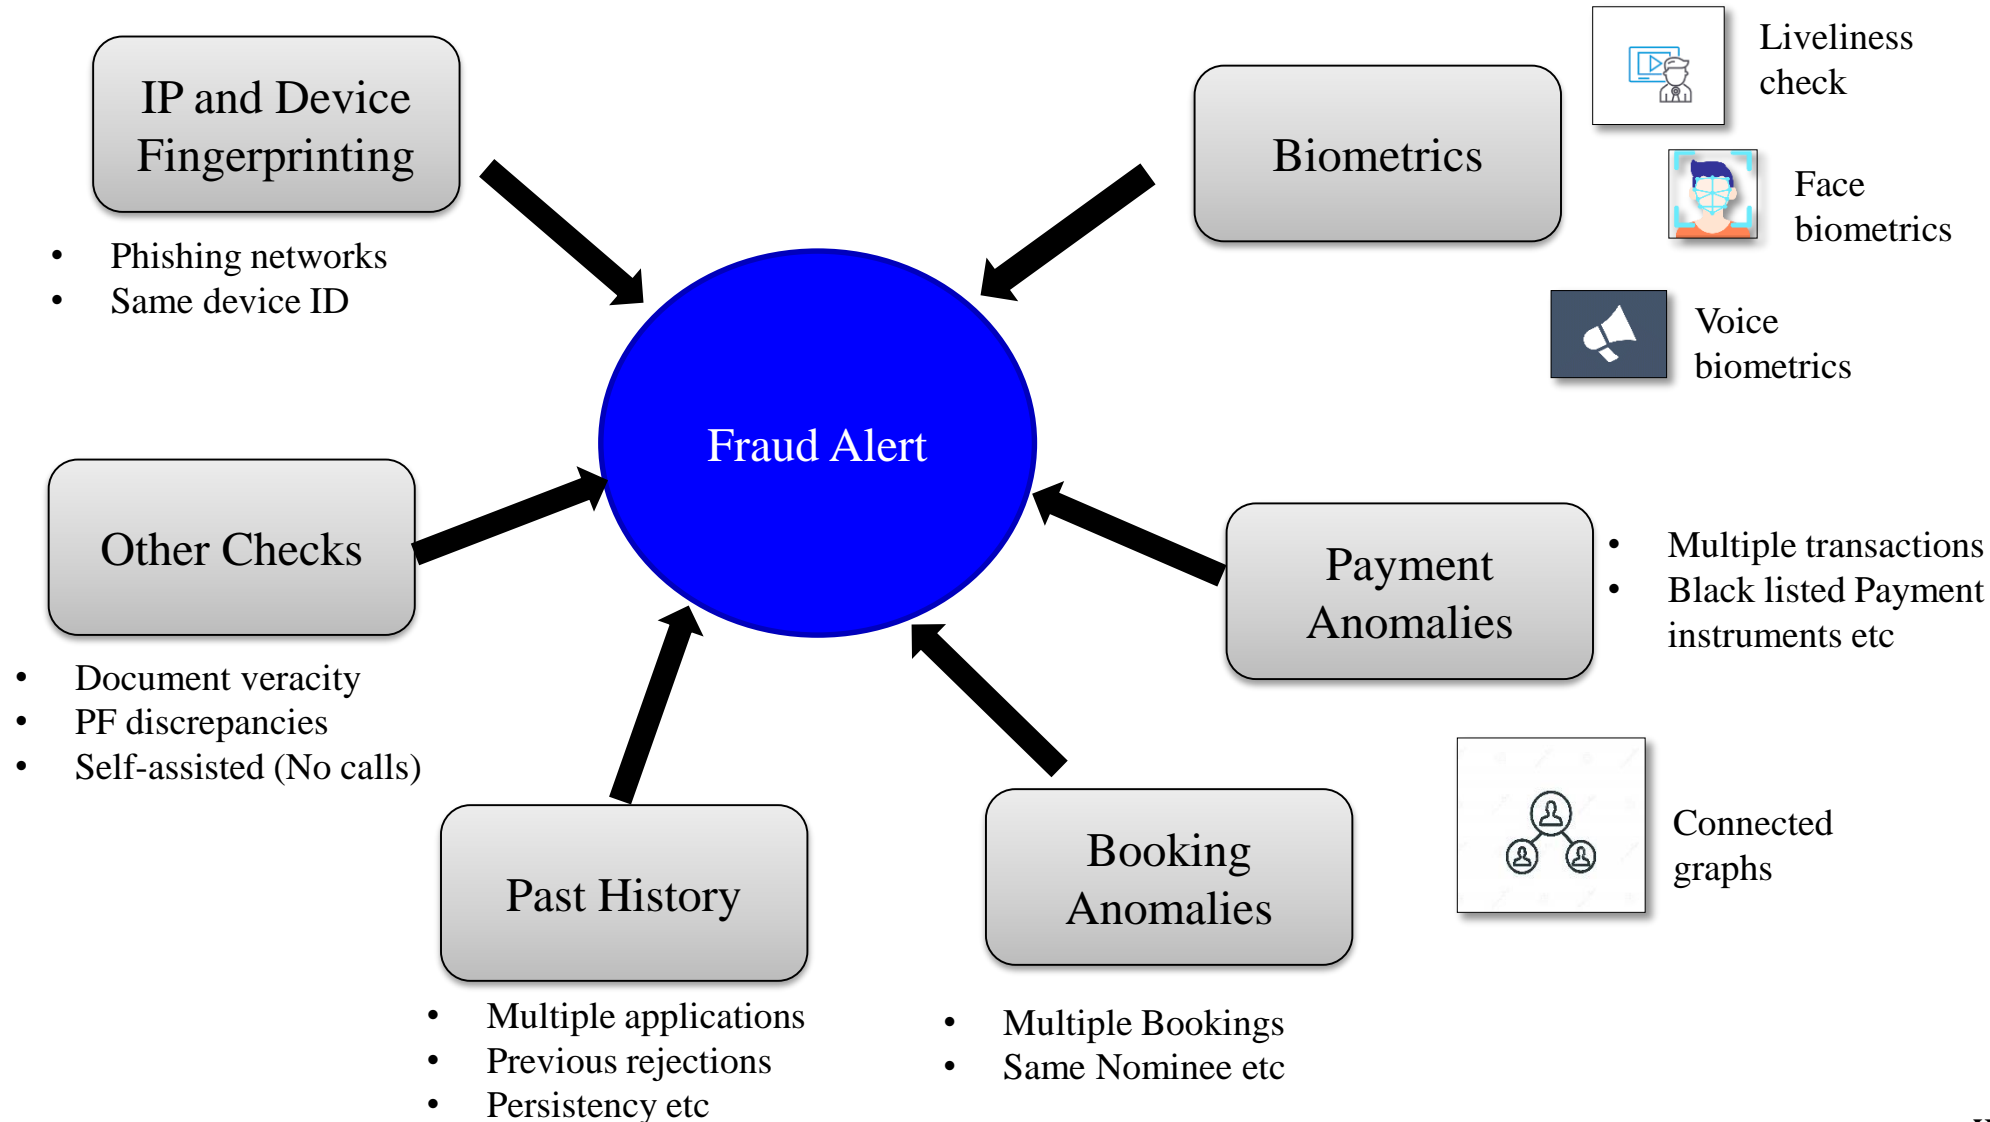 IP and Device
Fingerprinting
• Phishing networks
• Same device ID
Biometrics
Liveliness
check
Face
biometrics
Voice
biometrics
Fraud Alert
Other Checks
• Document veracity
• PF discrepancies
• Self-assisted (No calls)
Payment
Anomalies
• Multiple transactions
• Black listed Payment
instruments etc
Past History
• Multiple applications
• Previous rejections
• Persistency etc
Booking
Anomalies
• Multiple Bookings
• Same Nominee etc
Connected
graphs